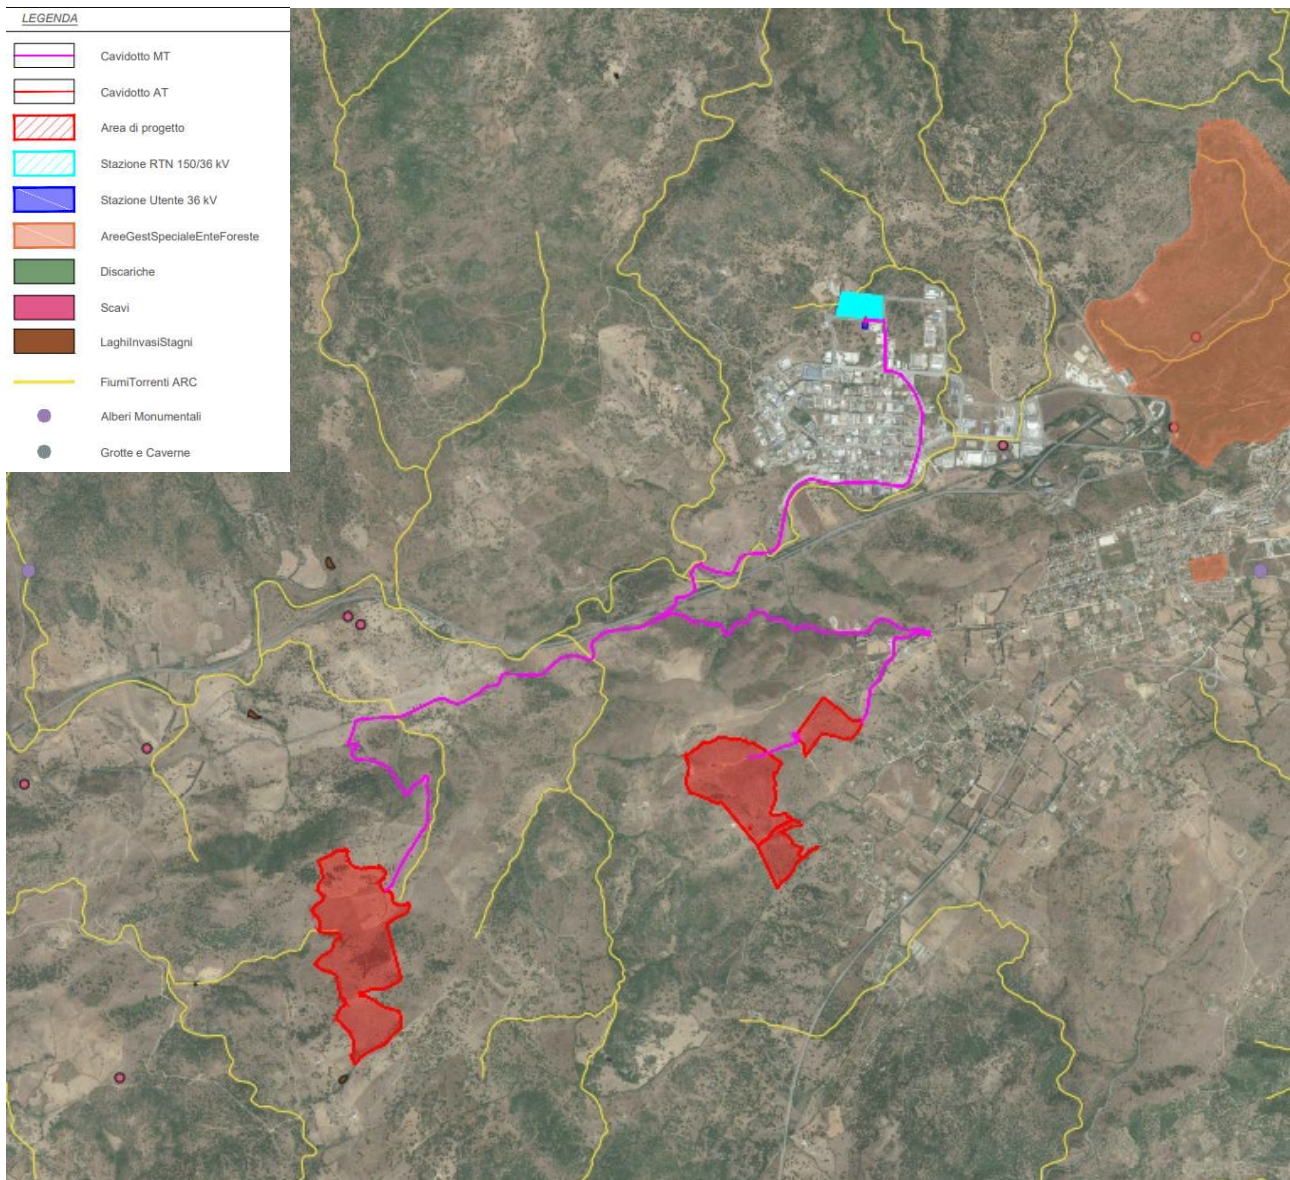 LEGENDA
Cavidotto MT
Cavidotto AT
Area di progetto
Stazione RTN 150/36 kV
Stazione Utente 36 kV
AreeGestSpecialeEnteForeste
Discariche
Scavi
LaghiInvasiStagni
FiumiTorrenti ARC
Alberi Monumentali
Grotte e Caverne